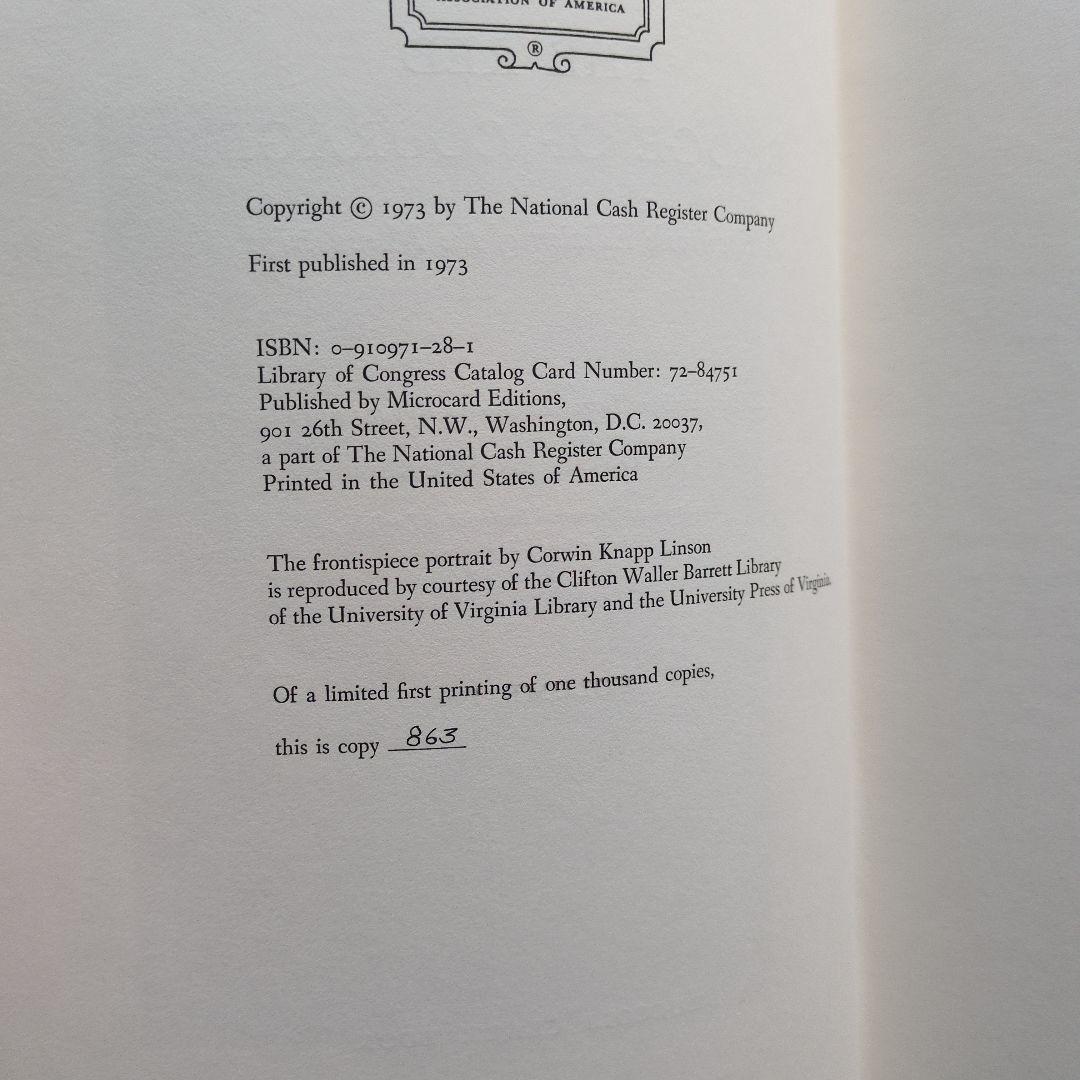 ASSOCIATION OF AMERICA
®
Copyright © 1973 by The National Cash Register Company
First published in 1973
ISBN: 0–910971–28–1
Library of Congress Catalog Card Number: 72–84751
Published by Microcard Editions,
901 26th Street, N.W., Washington, D.C. 20037,
a part of The National Cash Register Company
Printed in the United States of America
The frontispiece portrait by Corwin Knapp Linson
is reproduced by courtesy of the Clifton Waller Barrett Library
of the University of Virginia Library and the University Press of Virginia.
Of a limited first printing of one thousand copies,
this is copy 863